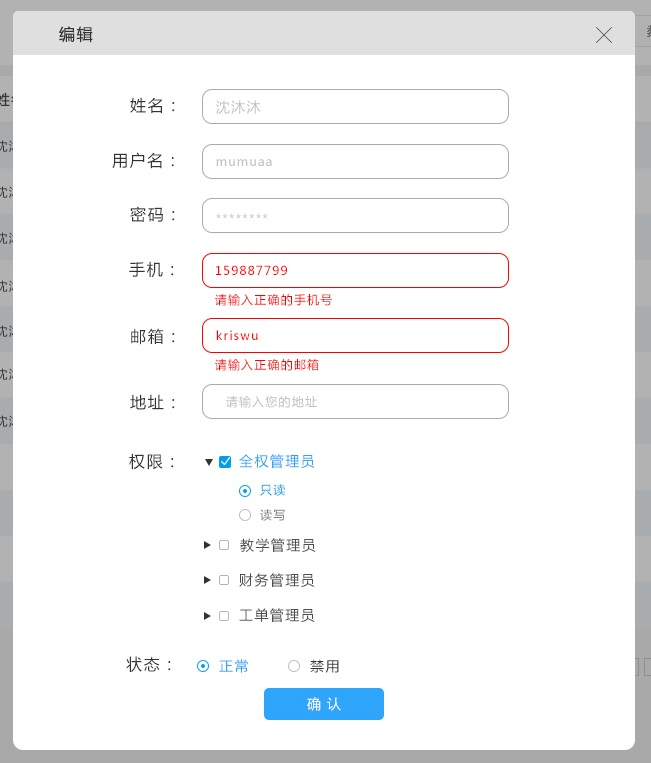 编辑
姓名：
沈沐沐
用户名：
mumuaa
密码：
********
手机：
159887799
请输入正确的手机号
邮箱：
kriswu
请输入正确的邮箱
地址：
请输入您的地址
权限：
全权管理员
只读
读写
教学管理员
财务管理员
工单管理员
状态：
正常
禁用
确认